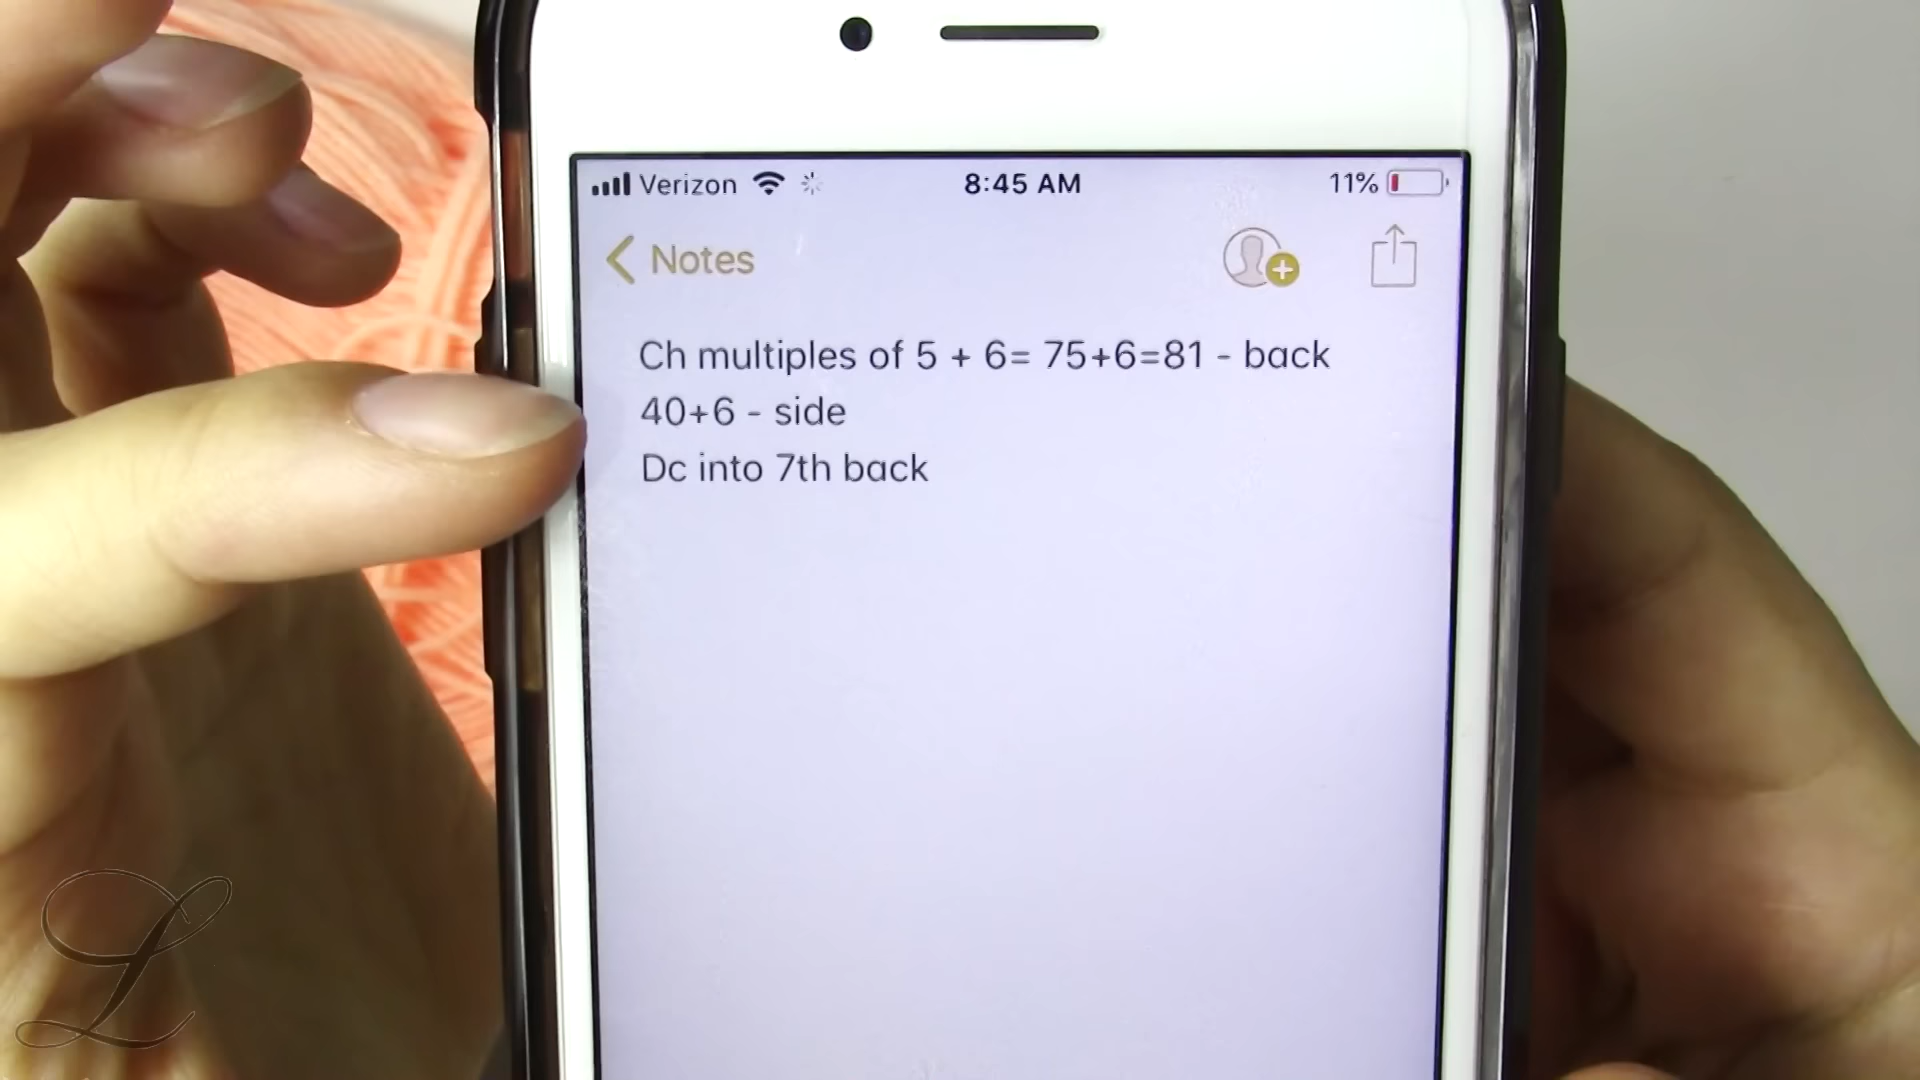 Verizon 8:45 AM 11%
Notes
Ch multiples of 5 + 6= 75+6=81 - back
40+6 - side
Dc into 7th back
L